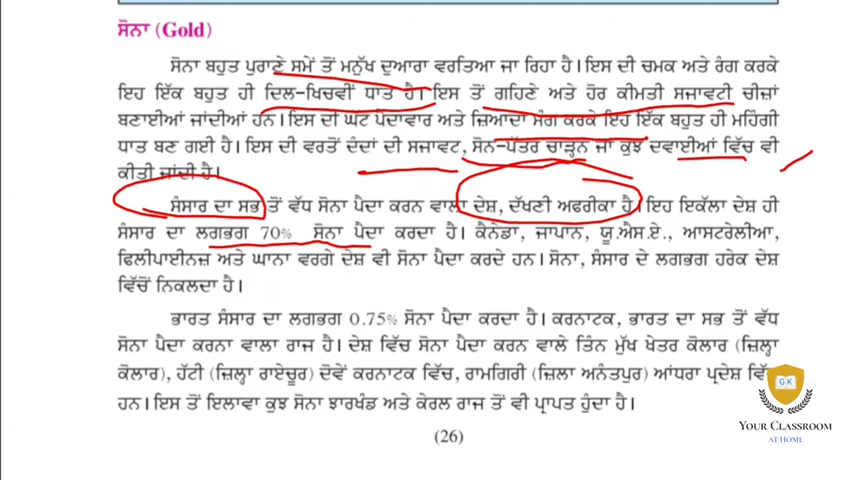 ਸੋਨਾ (Gold)
ਸੋਨਾ ਬਹੁਤ ਪੁਰਾਣੇ ਸਮੇਂ ਤੋਂ ਮਨੁੱਖ ਦੁਆਰਾ ਵਰਤਿਆ ਜਾ ਰਿਹਾ ਹੈ। ਇਸ ਦੀ ਚਮਕ ਅਤੇ ਰੰਗ ਕਰਕੇ
ਇਹ ਇੱਕ ਬਹੁਤ ਹੀ ਦਿਲ-ਖਿਚਵੀਂ ਧਾਤ ਹੈ। ਇਸ ਤੋਂ ਗਹਿਣੇ ਅਤੇ ਹੋਰ ਕੀਮਤੀ ਸਜਾਵਟੀ ਚੀਜ਼ਾਂ
ਬਣਾਈਆਂ ਜਾਂਦੀਆਂ ਹਨ। ਇਸ ਦੀ ਘੱਟ ਪੈਦਾਵਾਰ ਅਤੇ ਜ਼ਿਆਦਾ ਮੰਗ ਕਰਕੇ ਇਹ ਇੱਕ ਬਹੁਤ ਹੀ ਮਹਿੰਗੀ
ਧਾਤ ਬਣ ਗਈ ਹੈ। ਇਸ ਦੀ ਵਰਤੋਂ ਦੰਦਾਂ ਦੀ ਸਜਾਵਟ, ਸੋਨ-ਪੱਤਰ ਚਾੜ੍ਹਨ ਜਾਂ ਕੁਝ ਦਵਾਈਆਂ ਵਿੱਚ ਵੀ
ਕੀਤੀ ਜਾਂਦੀ ਹੈ।
ਸੰਸਾਰ ਦਾ ਸਭ ਤੋਂ ਵੱਧ ਸੋਨਾ ਪੈਦਾ ਕਰਨ ਵਾਲਾ ਦੇਸ਼, ਦੱਖਣੀ ਅਫਰੀਕਾ ਹੈ। ਇਹ ਇਕੱਲਾ ਦੇਸ਼ ਹੀ
ਸੰਸਾਰ ਦਾ ਲਗਭਗ 70% ਸੋਨਾ ਪੈਦਾ ਕਰਦਾ ਹੈ। ਕੈਨੇਡਾ, ਜਾਪਾਨ, ਯੂ.ਐਸ.ਏ., ਆਸਟਰੇਲੀਆ,
ਫਿਲੀਪਾਈਨਜ਼ ਅਤੇ ਘਾਨਾ ਵਰਗੇ ਦੇਸ਼ ਵੀ ਸੋਨਾ ਪੈਦਾ ਕਰਦੇ ਹਨ। ਸੋਨਾ, ਸੰਸਾਰ ਦੇ ਲਗਭਗ ਹਰੇਕ ਦੇਸ਼
ਵਿੱਚੋਂ ਨਿਕਲਦਾ ਹੈ।
ਭਾਰਤ ਸੰਸਾਰ ਦਾ ਲਗਭਗ 0.75% ਸੋਨਾ ਪੈਦਾ ਕਰਦਾ ਹੈ। ਕਰਨਾਟਕ, ਭਾਰਤ ਦਾ ਸਭ ਤੋਂ ਵੱਧ
ਸੋਨਾ ਪੈਦਾ ਕਰਨਾ ਵਾਲਾ ਰਾਜ ਹੈ। ਦੇਸ਼ ਵਿੱਚ ਸੋਨਾ ਪੈਦਾ ਕਰਨ ਵਾਲੇ ਤਿੰਨ ਮੁੱਖ ਖੇਤਰ ਕੋਲਾਰ (ਜ਼ਿਲ੍ਹਾ
ਕੋਲਾਰ), ਹੱਟੀ (ਜ਼ਿਲ੍ਹਾ ਰਾਏਚੂਰ) ਦੋਵੇਂ ਕਰਨਾਟਕ ਵਿੱਚ, ਰਾਮਗਿਰੀ (ਜ਼ਿਲਾ ਅਨੰਤਪੁਰ) ਆਂਧਰਾ ਪ੍ਰਦੇਸ਼ ਵਿੱਚ
ਹਨ। ਇਸ ਤੋਂ ਇਲਾਵਾ ਕੁਝ ਸੋਨਾ ਝਾਰਖੰਡ ਅਤੇ ਕੇਰਲ ਰਾਜ ਤੋਂ ਵੀ ਪ੍ਰਾਪਤ ਹੁੰਦਾ ਹੈ।
(26)
GK
YOUR CLASSROOM
AT HOME